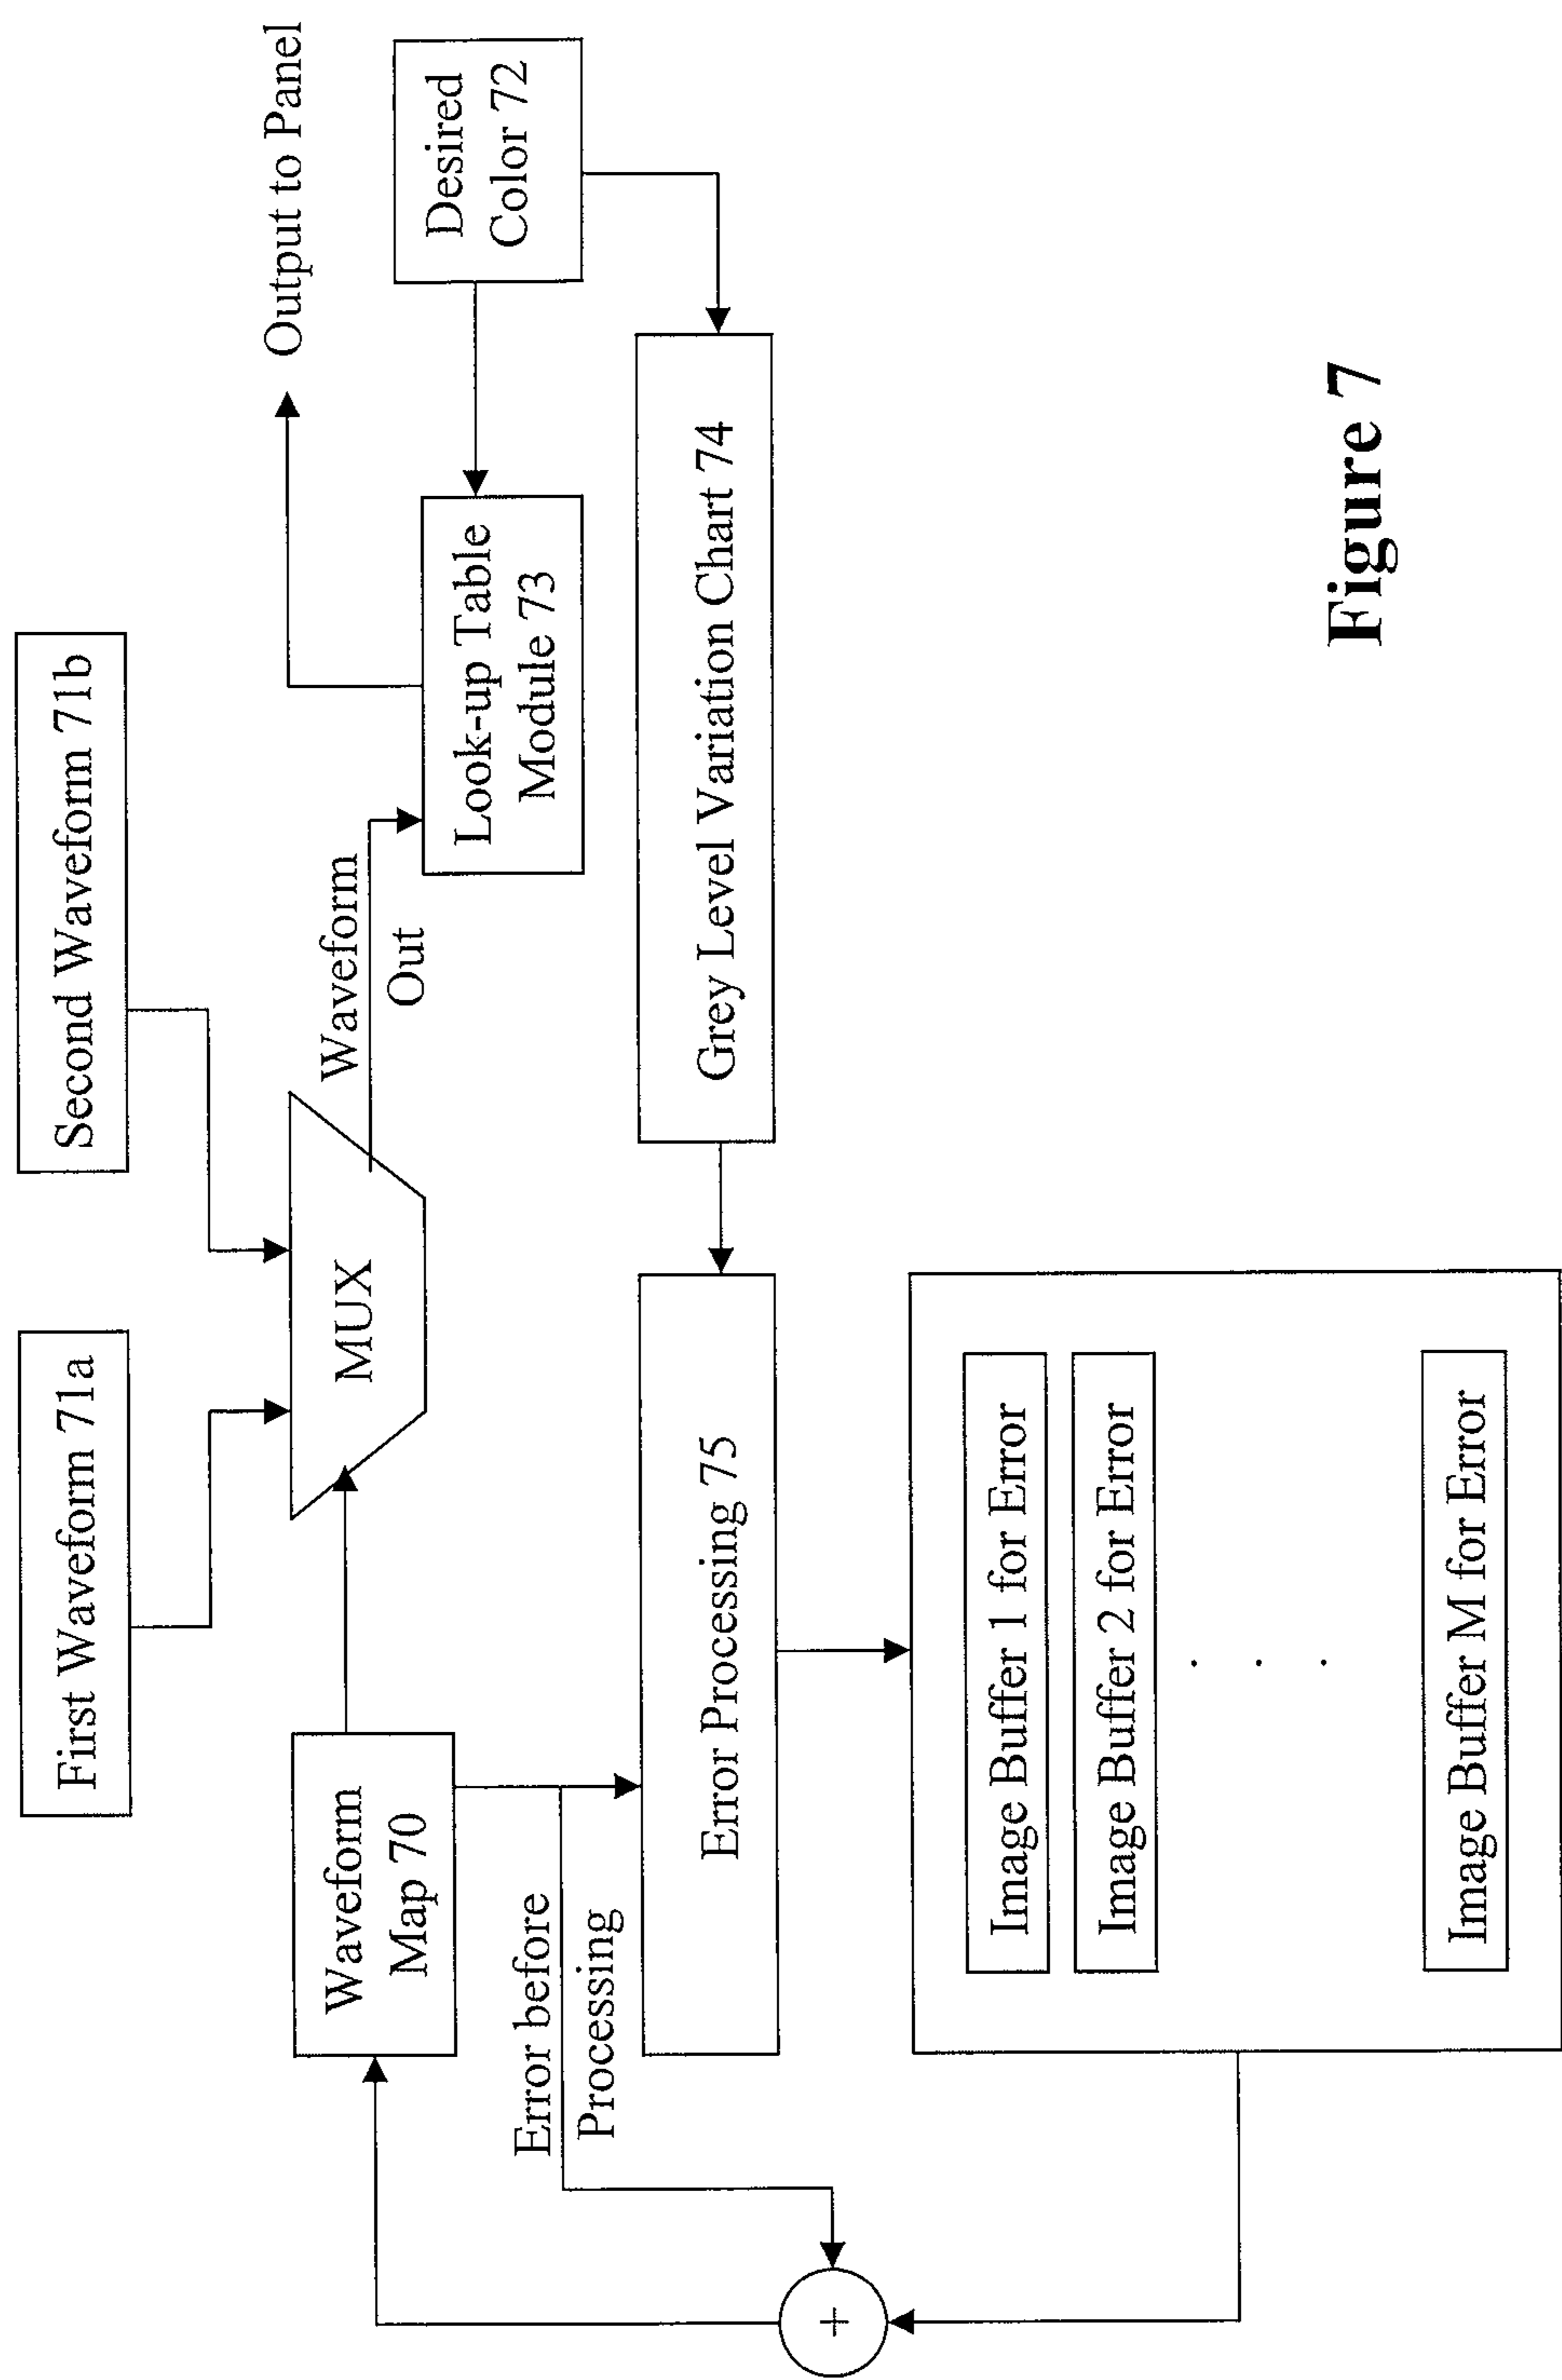 First Waveform 71a
Second Waveform 71b
Output to Panel
Waveform
Map 70
MUX
Waveform
Out
Look-up Table
Module 73
Desired
Color 72
Error before
Processing
Error Processing 75
Grey Level Variation Chart 74
Image Buffer 1 for Error
Image Buffer 2 for Error
. . .
Image Buffer M for Error
+
Figure 7